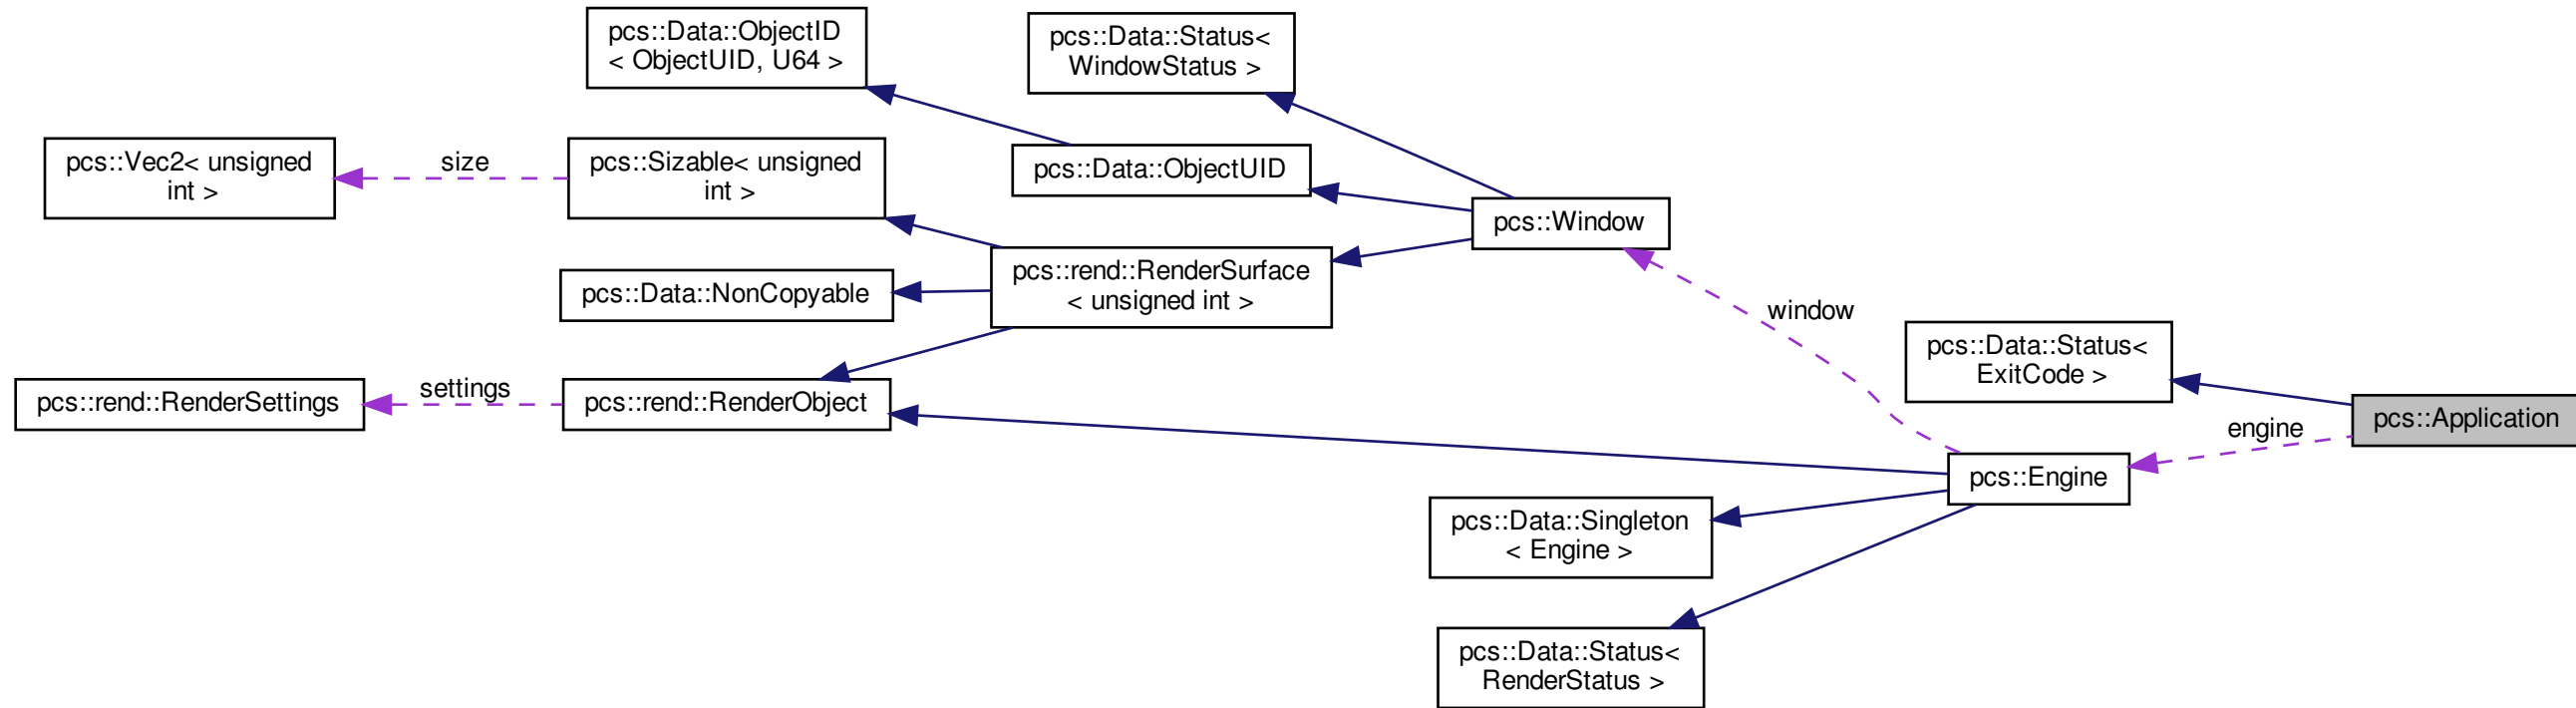 pcs::Data::ObjectID
< ObjectUID, U64 >
pcs::Data::Status<
WindowStatus >
pcs::Vec2< unsigned
int >
size
pcs::Sizable< unsigned
int >
pcs::Data::ObjectUID
pcs::Window
pcs::Data::NonCopyable
pcs::rend::RenderSurface
< unsigned int >
window
pcs::Data::Status<
ExitCode >
pcs::rend::RenderSettings
settings
pcs::rend::RenderObject
engine
pcs::Application
pcs::Engine
pcs::Data::Singleton
< Engine >
pcs::Data::Status<
RenderStatus >